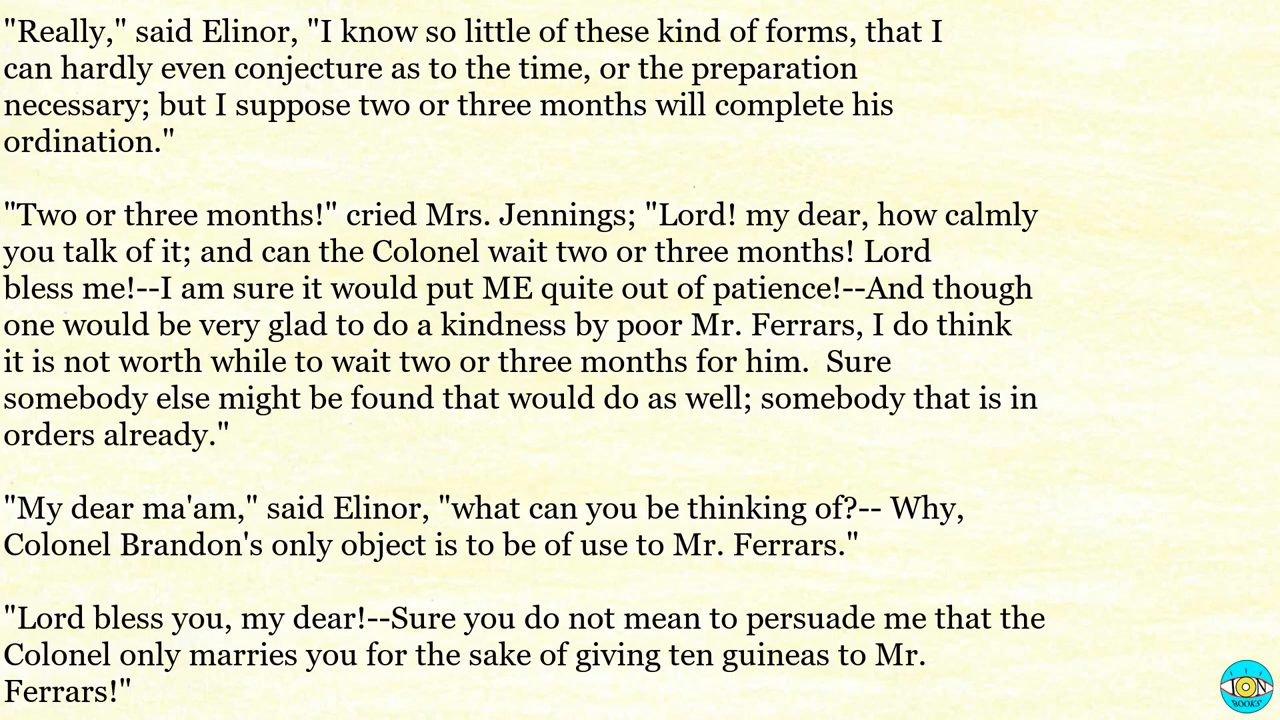 "Really," said Elinor, "I know so little of these kind of forms, that I
can hardly even conjecture as to the time, or the preparation
necessary; but I suppose two or three months will complete his
ordination."
"Two or three months!" cried Mrs. Jennings; "Lord! my dear, how calmly
you talk of it; and can the Colonel wait two or three months! Lord
bless me!--I am sure it would put ME quite out of patience!--And though
one would be very glad to do a kindness by poor Mr. Ferrars, I do think
it is not worth while to wait two or three months for him.  Sure
somebody else might be found that would do as well; somebody that is in
orders already."
"My dear ma'am," said Elinor, "what can you be thinking of?-- Why,
Colonel Brandon's only object is to be of use to Mr. Ferrars."
"Lord bless you, my dear!--Sure you do not mean to persuade me that the
Colonel only marries you for the sake of giving ten guineas to Mr.
Ferrars!"
ION
BOOKS